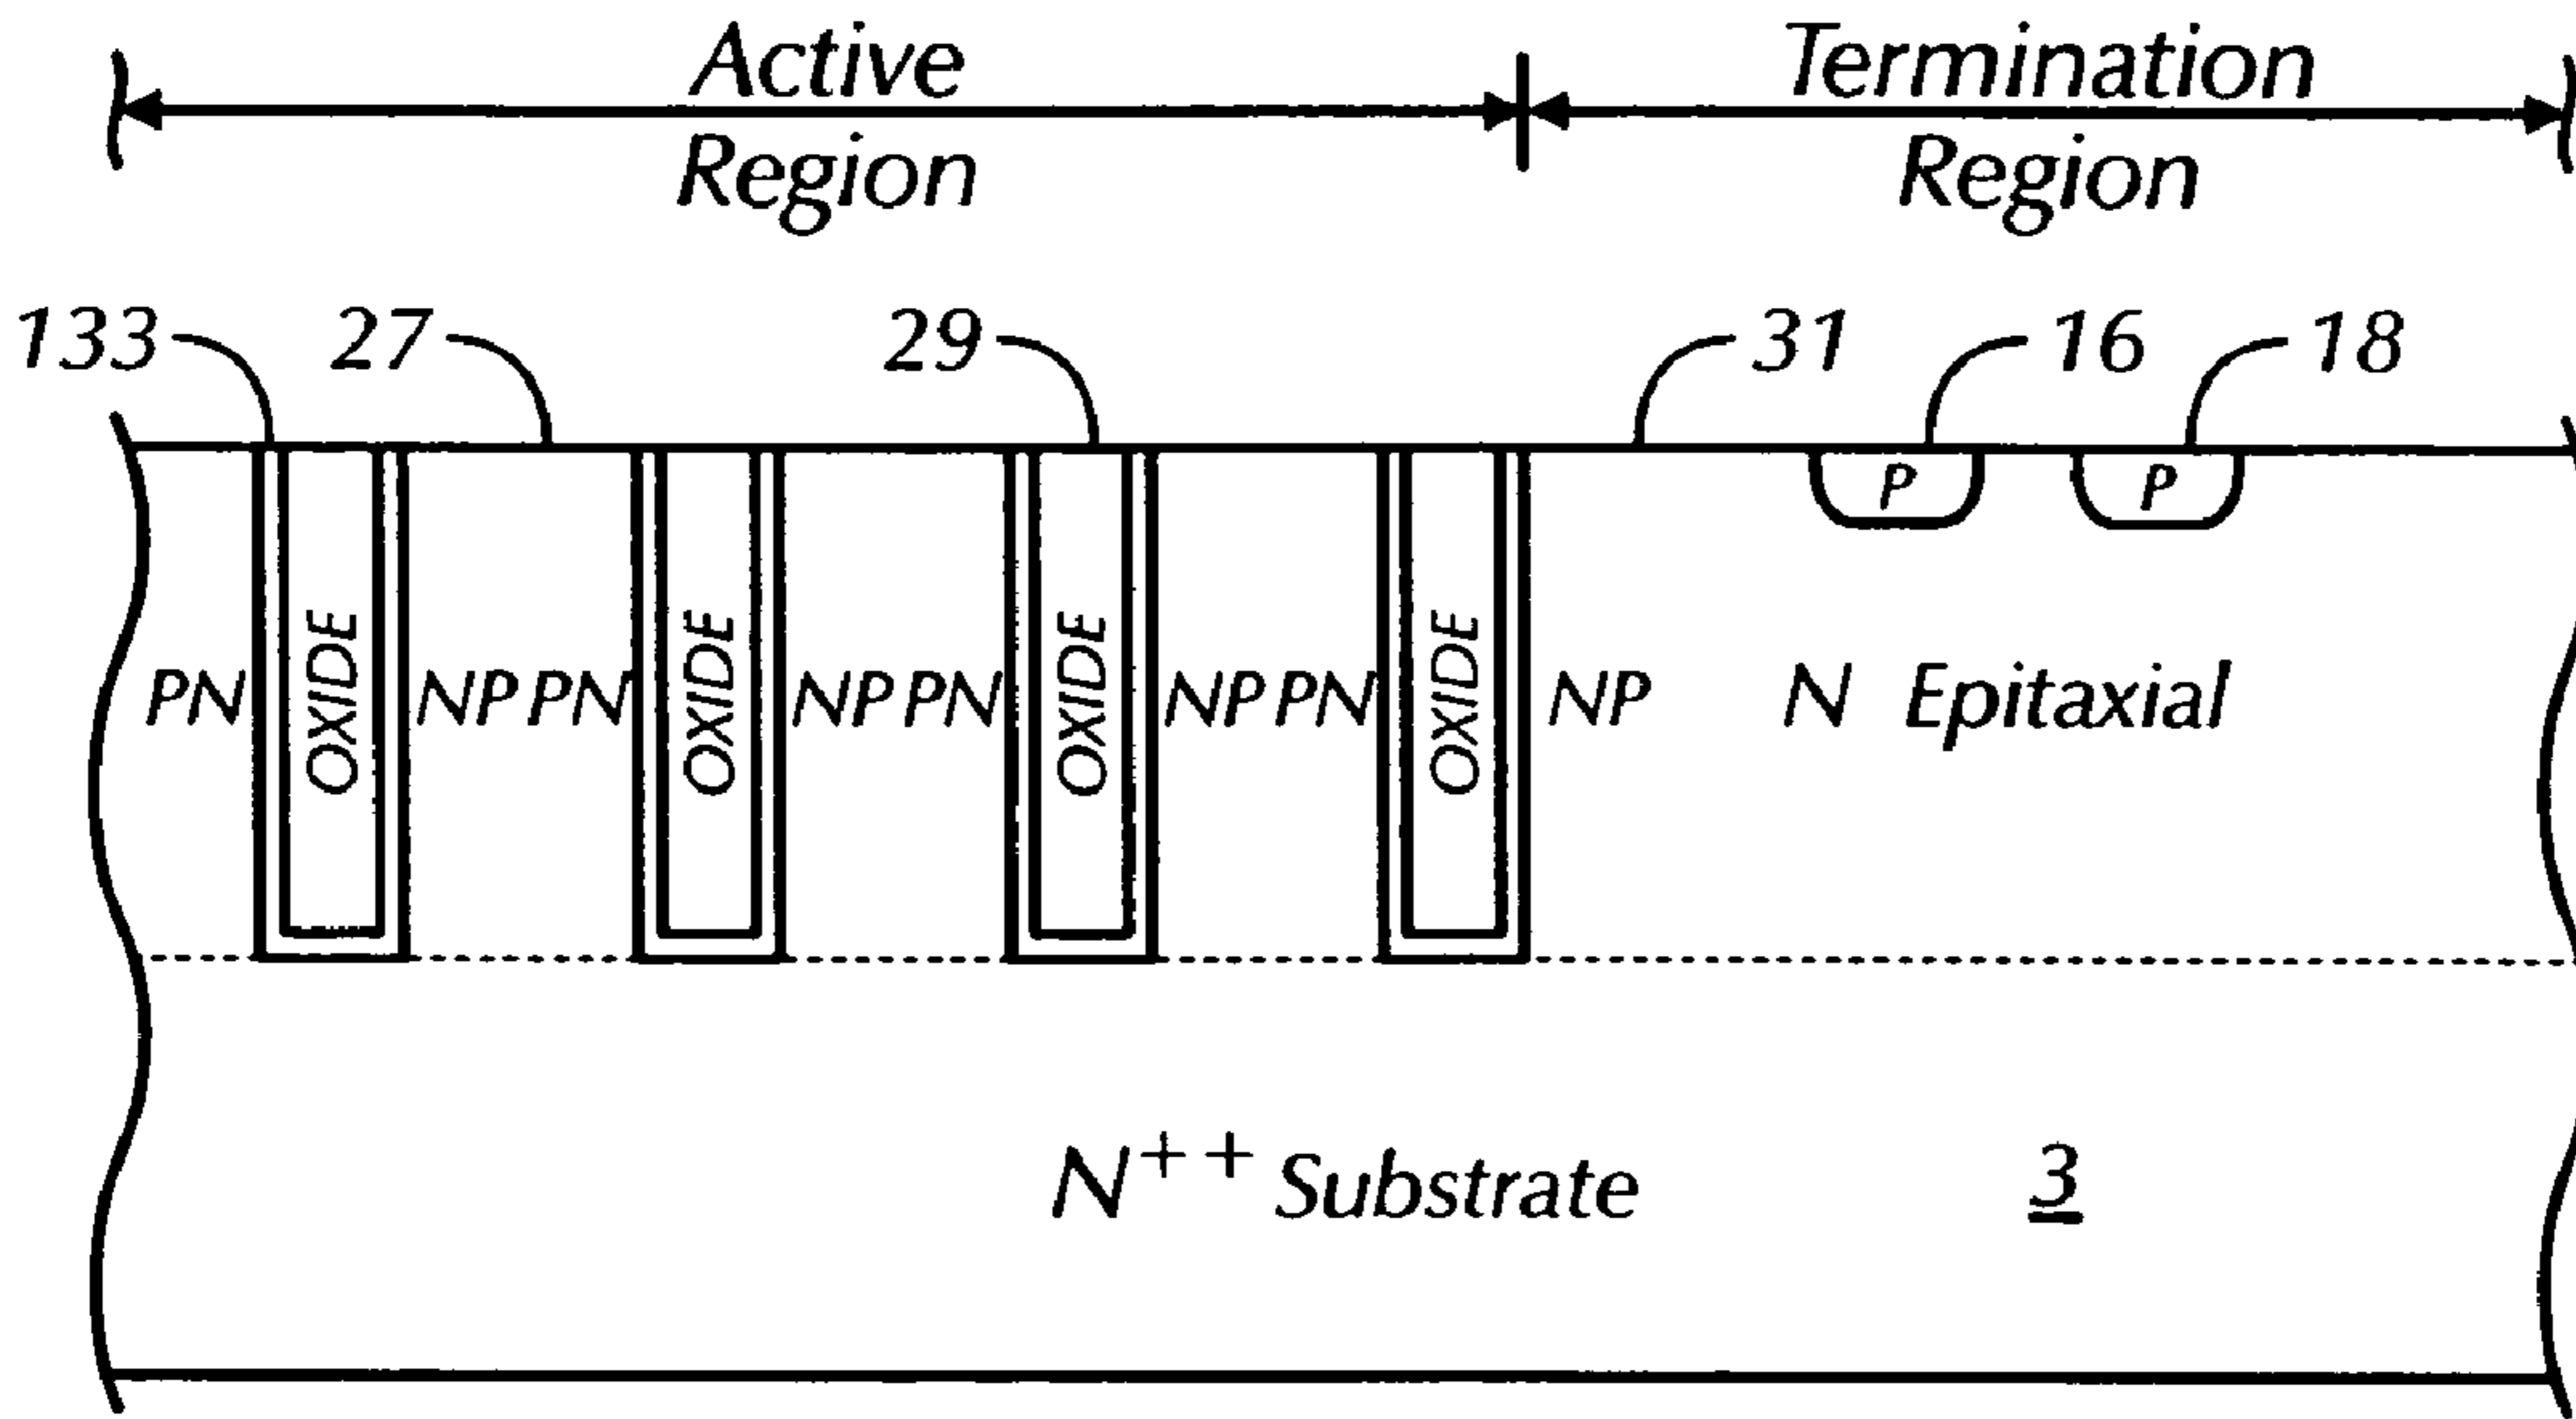 Active Region
Termination Region
133 27 29 31 16 18
P P
OXIDE OXIDE OXIDE OXIDE
PN NP PN NP PN NP PN NP N Epitaxial
N++ Substrate 3